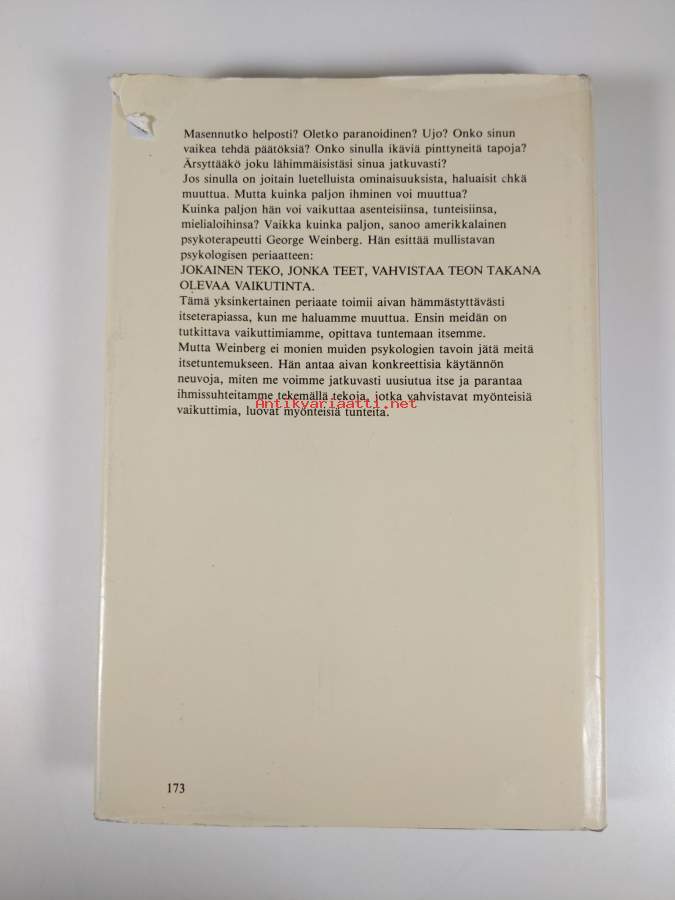 Masennutko helposti? Oletko paranoidinen? Ujo? Onko sinun
vaikea tehdä päätöksiä? Onko sinulla ikäviä pinttyneitä tapoja?
Ärsyttääkö joku lähimmäisistäsi sinua jatkuvasti?
Jos sinulla on joitain luetelluista ominaisuuksista, haluaisit ehkä
muuttua. Mutta kuinka paljon ihminen voi muuttua?
Kuinka paljon hän voi vaikuttaa asenteisiinsa, tunteisiinsa,
mielialoihinsa? Vaikka kuinka paljon, sanoo amerikkalainen
psykoterapeutti George Weinberg. Hän esittää mullistavan
psykologisen periaatteen:
JOKAINEN TEKO, JONKA TEET, VAHVISTAA TEON TAKANA
OLEVAA VAIKUTINTA.
Tämä yksinkertainen periaate toimii aivan hämmästyttävästi
itseterapiassa, kun me haluamme muuttua. Ensin meidän on
tutkittava vaikuttimiamme, opittava tuntemaan itsemme.
Mutta Weinberg ei monien muiden psykologien tavoin jätä meitä
itsetuntemukseen. Hän antaa aivan konkreettisia käytännön
neuvoja, miten me voimme jatkuvasti uusiutua itse ja parantaa
ihmissuhteitamme tekemällä tekoja, jotka vahvistavat myönteisiä
vaikuttimia, luovat myönteisiä tunteita.
Antikvariaatti.net
173